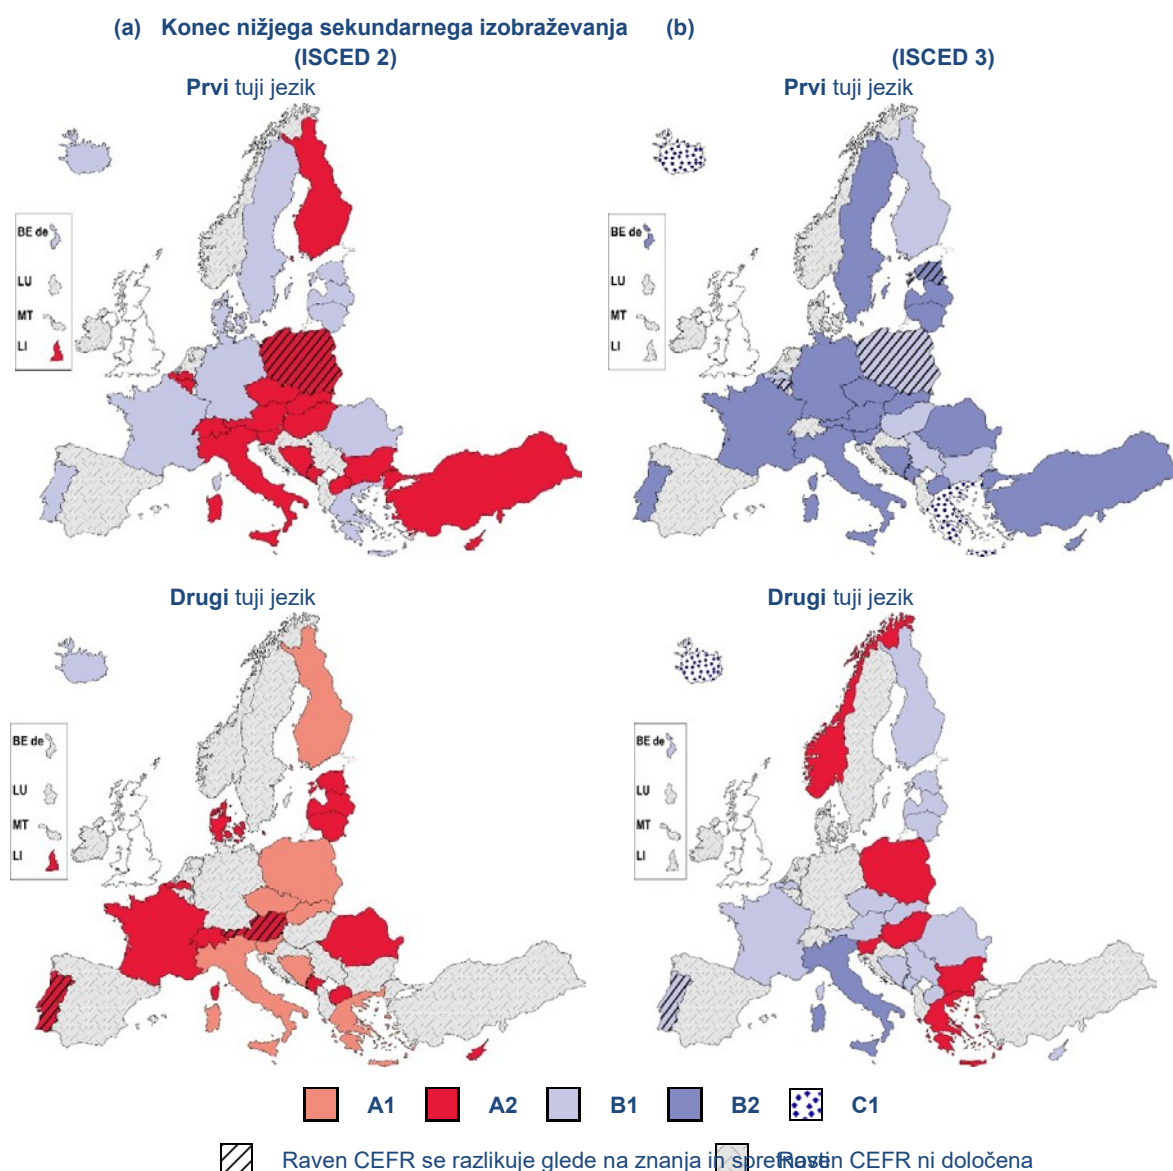 (a) Konec nižjega sekundarnega izobraževanja (b)
(ISCED 2) (ISCED 3)
Prvi tuji jezik Prvi tuji jezik
BE de
LU
MT
LI
BE de
LU
MT
LI
Drugi tuji jezik Drugi tuji jezik
BE de
LU
MT
LI
BE de
LU
MT
LI
A1 A2 B1 B2 C1
Raven CEFR se razlikuje glede na znanja in spretnosti Raven CEFR ni določena